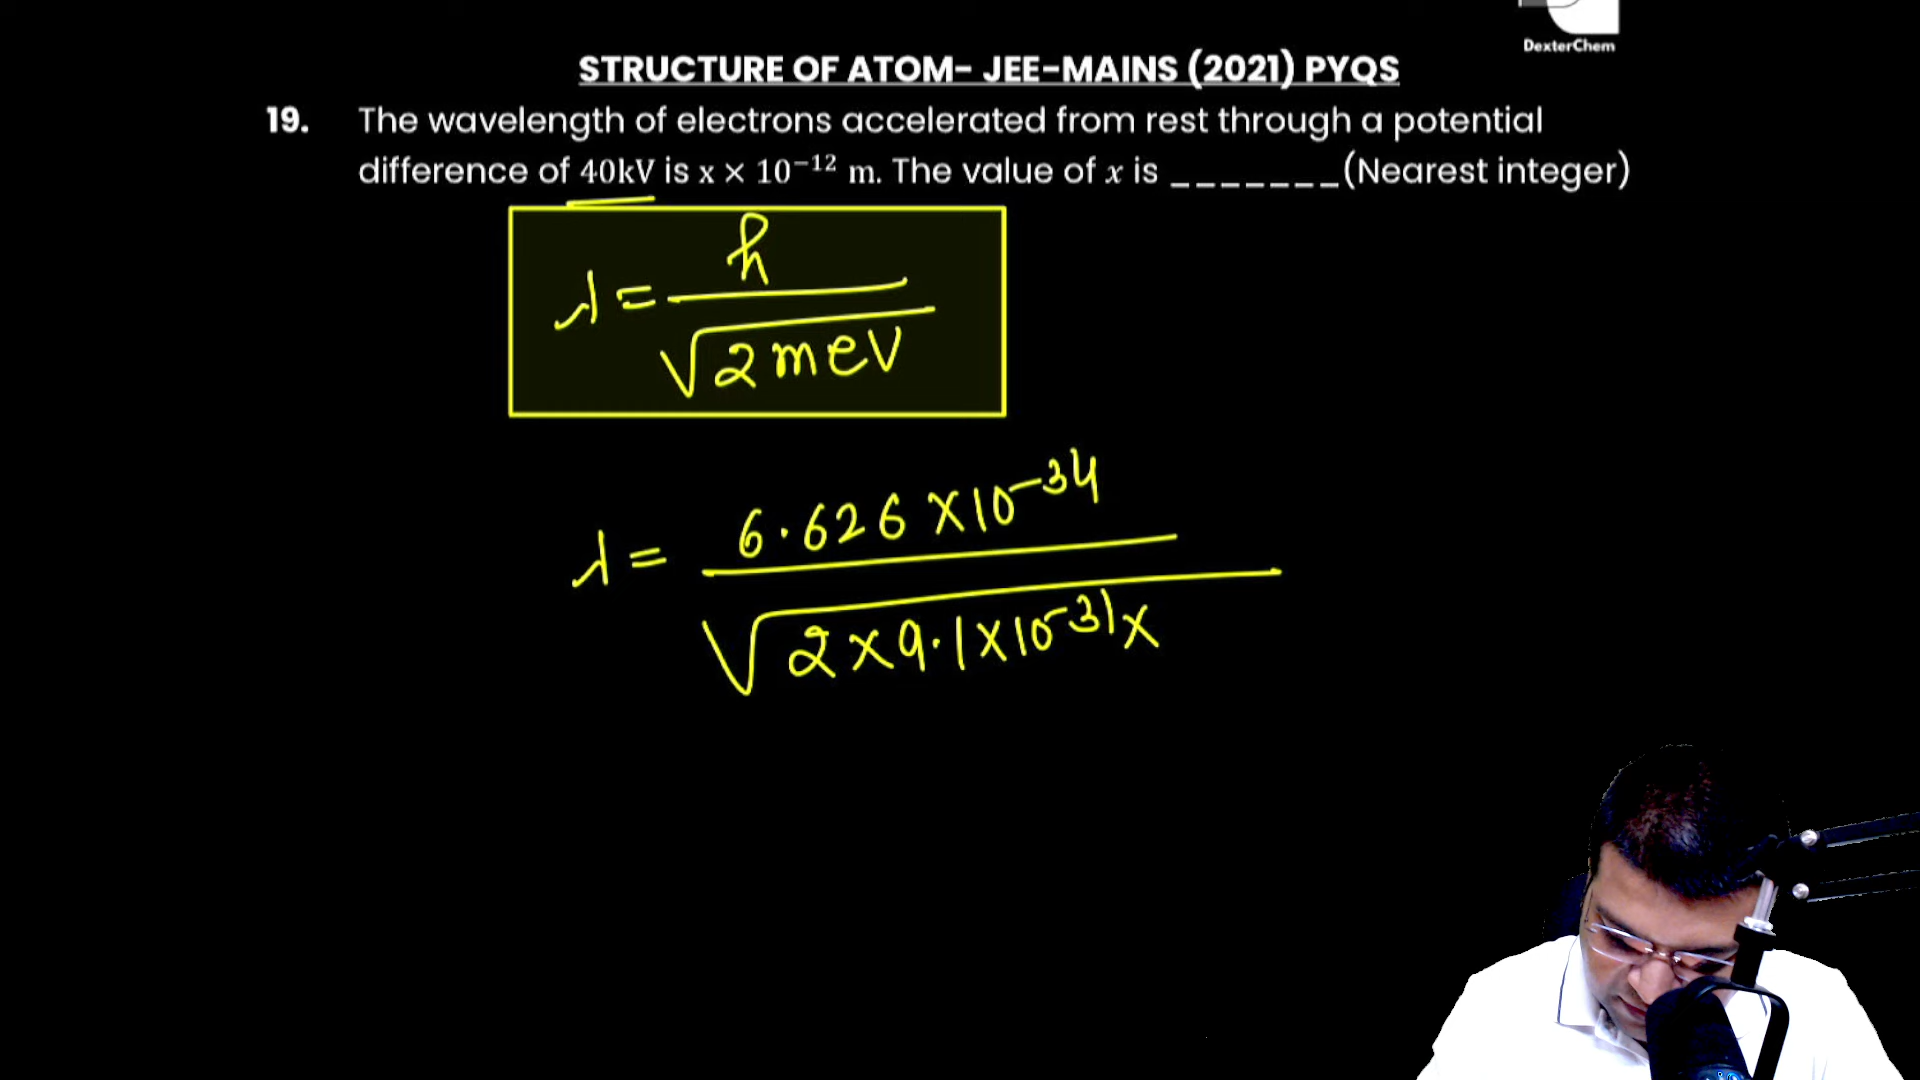 DexterChem
STRUCTURE OF ATOM- JEE-MAINS (2021) PYQS
19. The wavelength of electrons accelerated from rest through a potential
difference of 40kV is x × 10⁻¹² m. The value of x is _______(Nearest integer)
λ = h / √2meV
λ = 6.626 × 10⁻³⁴ / √2 × 9.1 × 10⁻³¹ ×